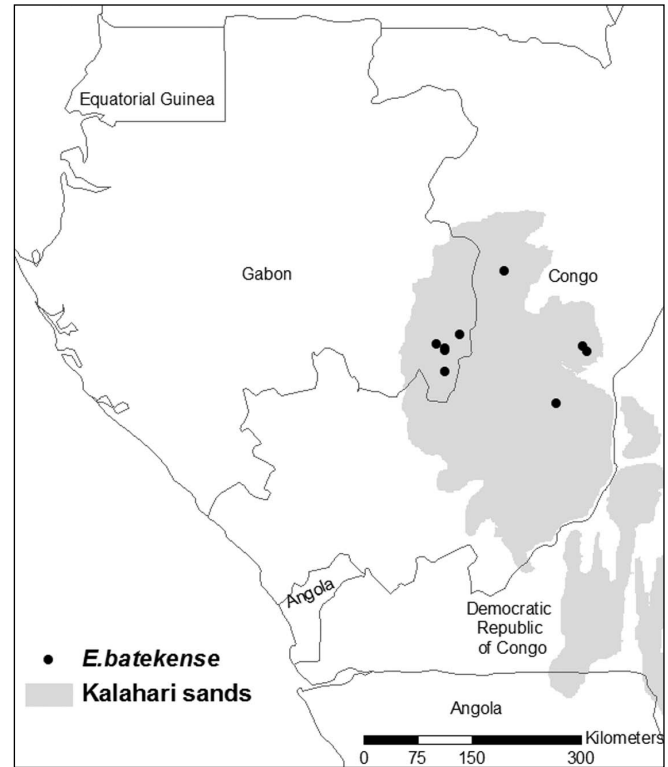 Equatorial Guinea
Gabon
Congo
Angola
Democratic
Republic
of Congo
E.batekense
Kalahari sands
Angola
Kilometers
0 75 150 300